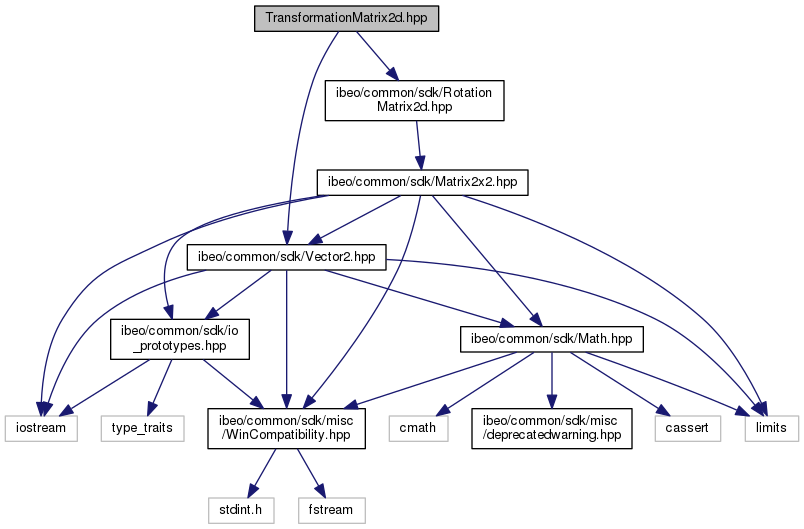 TransformationMatrix2d.hpp
ibeo/common/sdk/Rotation
Matrix2d.hpp
ibeo/common/sdk/Matrix2x2.hpp
ibeo/common/sdk/Vector2.hpp
ibeo/common/sdk/io
_prototypes.hpp
ibeo/common/sdk/Math.hpp
iostream
type_traits
ibeo/common/sdk/misc
/WinCompatibility.hpp
cmath
ibeo/common/sdk/misc
/deprecatedwarning.hpp
cassert
limits
stdint.h
fstream